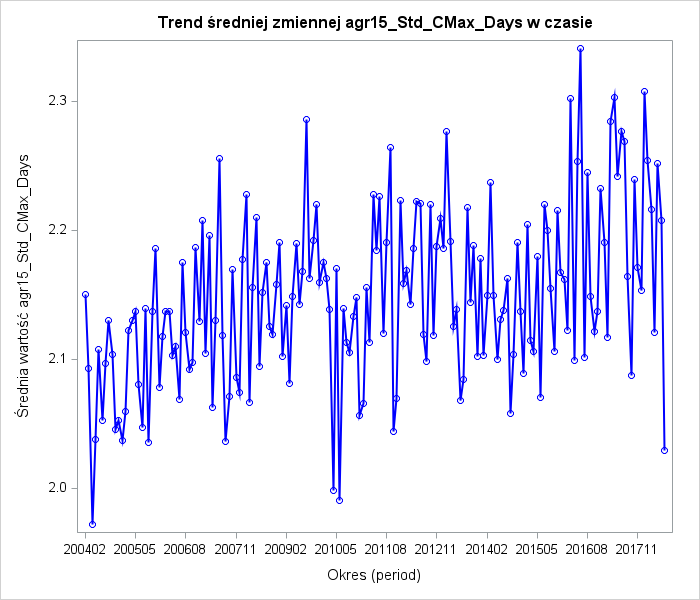 Trend średniej zmiennej agr15_Std_CMax_Days w czasie
Średnia wartość agr15_Std_CMax_Days
2.3
2.2
2.1
2.0
200402 200505 200608 200711 200902 201005 201108 201211 201402 201505 201608 201711
Okres (period)